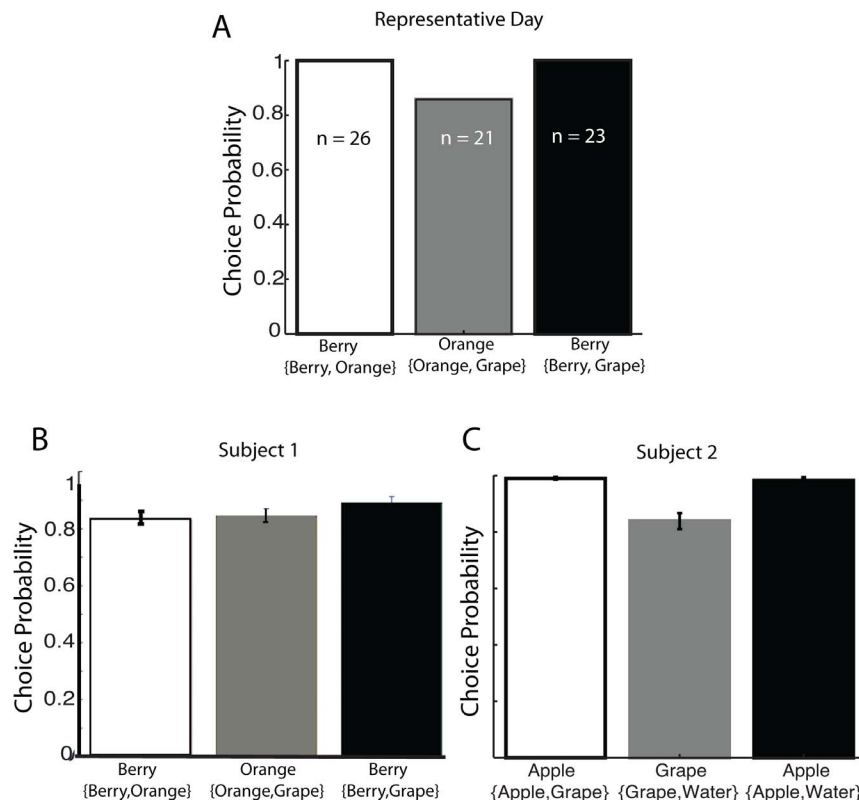 A
Representative Day
Choice Probability
1
0.8
0.6
0.4
0.2
0
n = 26
n = 21
n = 23
Berry
{Berry, Orange}
Orange
{Orange, Grape}
Berry
{Berry, Grape}
B
Subject 1
Choice Probability
1
0.8
0.6
0.4
0.2
0
Berry
{Berry,Orange}
Orange
{Orange,Grape}
Berry
{Berry,Grape}
C
Subject 2
Choice Probability
Apple
{Apple,Grape}
Grape
{Grape,Water}
Apple
{Apple,Water}